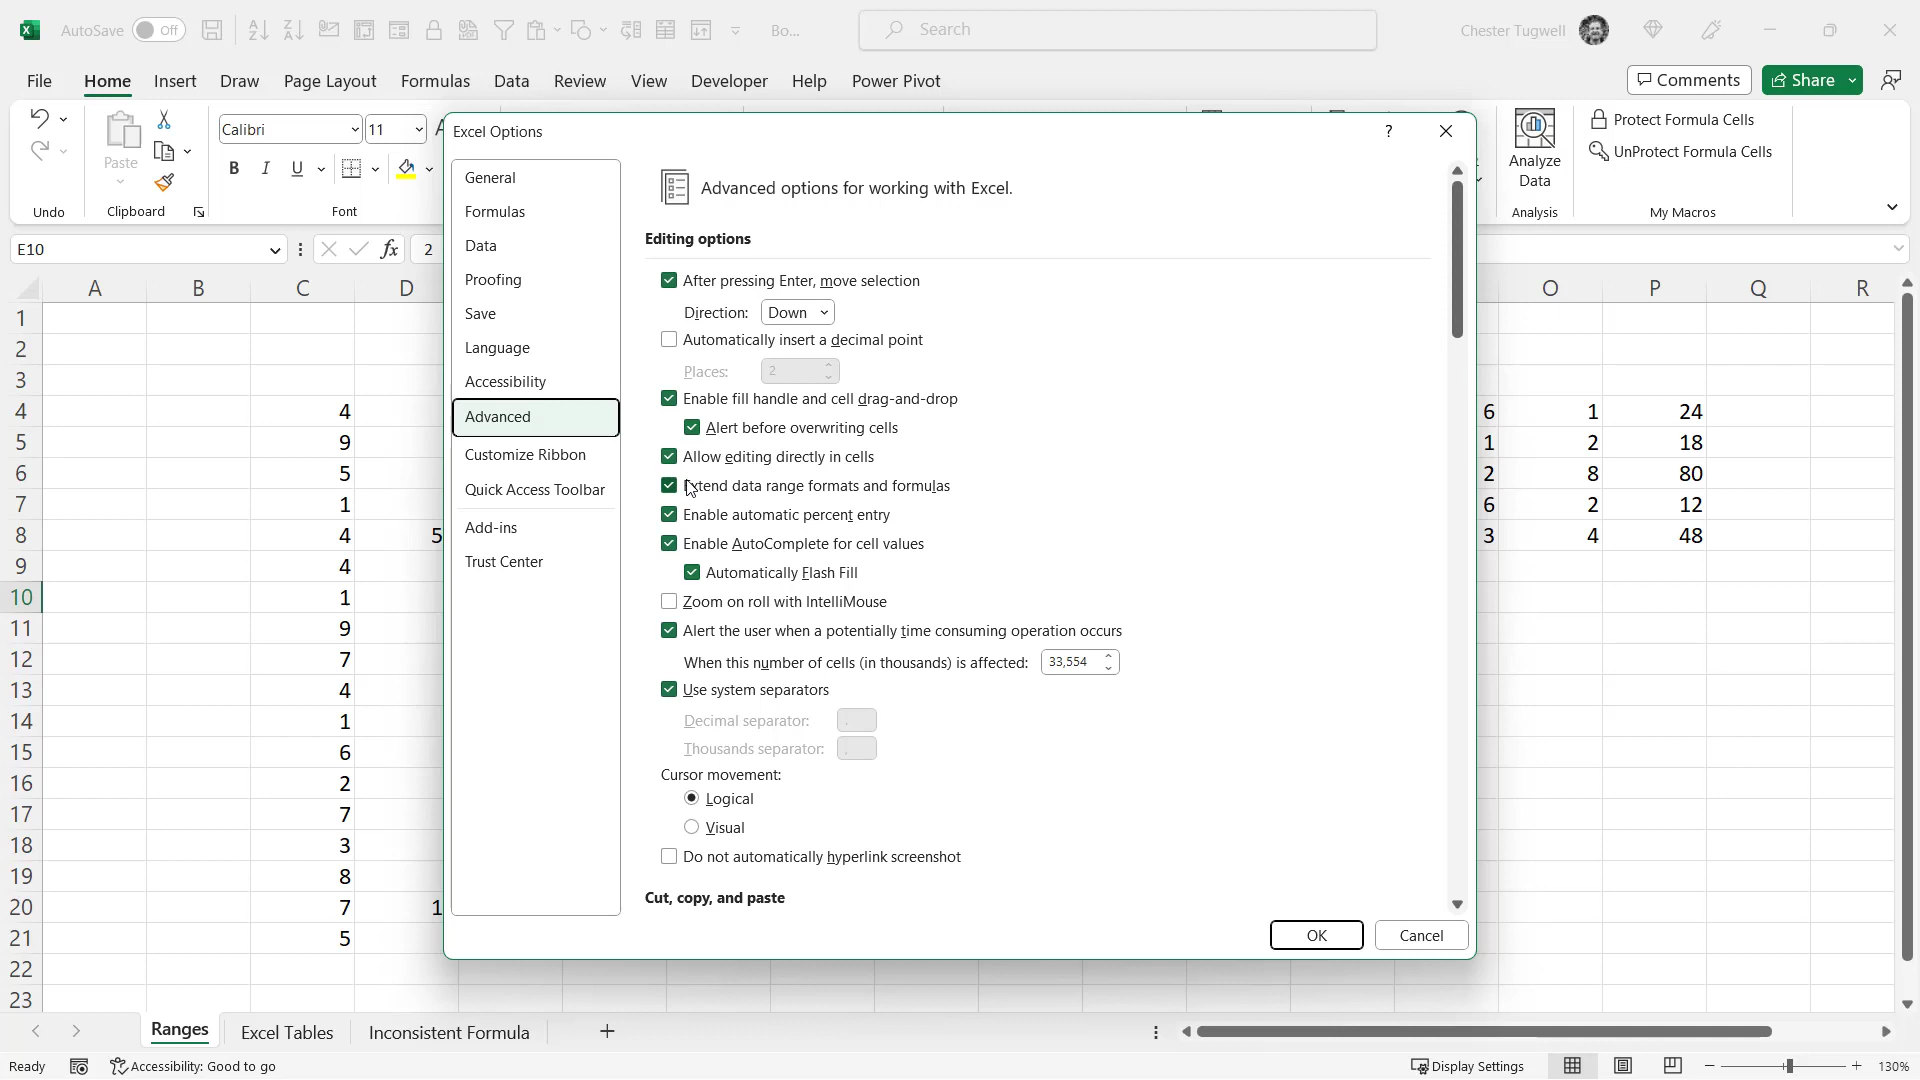 AutoSave Off Bo... Search Chester Tugwell
File Home Insert Draw Page Layout Formulas Data Review View Developer Help Power Pivot Comments Share
Calibri 11 Paste B I U Analyze Data Protect Formula Cells UnProtect Formula Cells
Undo Clipboard Font Analysis My Macros
E10 fx 2
A B C D O P Q R
1
2
3
4 4 6 1 24
5 9 1 2 18
6 5 2 8 80
7 1 6 2 12
8 4 5 3 4 48
9 4
10 1
11 9
12 7
13 4
14 1
15 6
16 2
17 7
18 3
19 8
20 7 1
21 5
22
23
Excel Options ?
General
Formulas
Data
Proofing
Save
Language
Accessibility
Advanced
Customize Ribbon
Quick Access Toolbar
Add-ins
Trust Center
Advanced options for working with Excel.
Editing options
After pressing Enter, move selection
Direction: Down
Automatically insert a decimal point
Places: 2
Enable fill handle and cell drag-and-drop
Alert before overwriting cells
Allow editing directly in cells
Extend data range formats and formulas
Enable automatic percent entry
Enable AutoComplete for cell values
Automatically Flash Fill
Zoom on roll with IntelliMouse
Alert the user when a potentially time consuming operation occurs
When this number of cells (in thousands) is affected: 33,554
Use system separators
Decimal separator: .
Thousands separator: ,
Cursor movement:
Logical
Visual
Do not automatically hyperlink screenshot
Cut, copy, and paste
OK Cancel
Ranges Excel Tables Inconsistent Formula
Ready Accessibility: Good to go Display Settings 130%